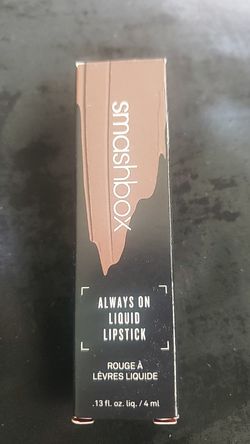 smashbox
ALWAYS ON
LIQUID
LIPSTICK
ROUGE À
LÈVRES LIQUIDE
.13 fl. oz. liq. / 4 ml